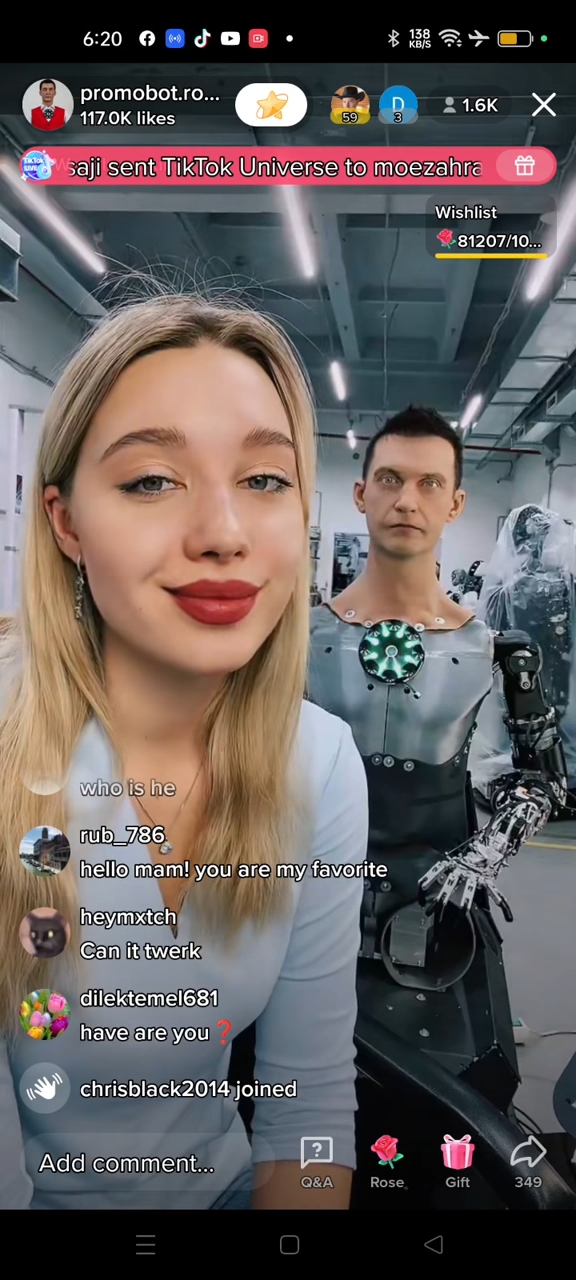 6:20
138
KB/S
promobot.ro...
117.0K likes
59
D
3
1.6K
saji sent TikTok Universe to moezahra
Wishlist
81207/10...
who is he
rub_786
hello mam! you are my favorite
heymxtch
Can it twerk
dilektemel681
have are you❓
chrisblack2014 joined
Add comment...
Q&A
Rose
Gift
349